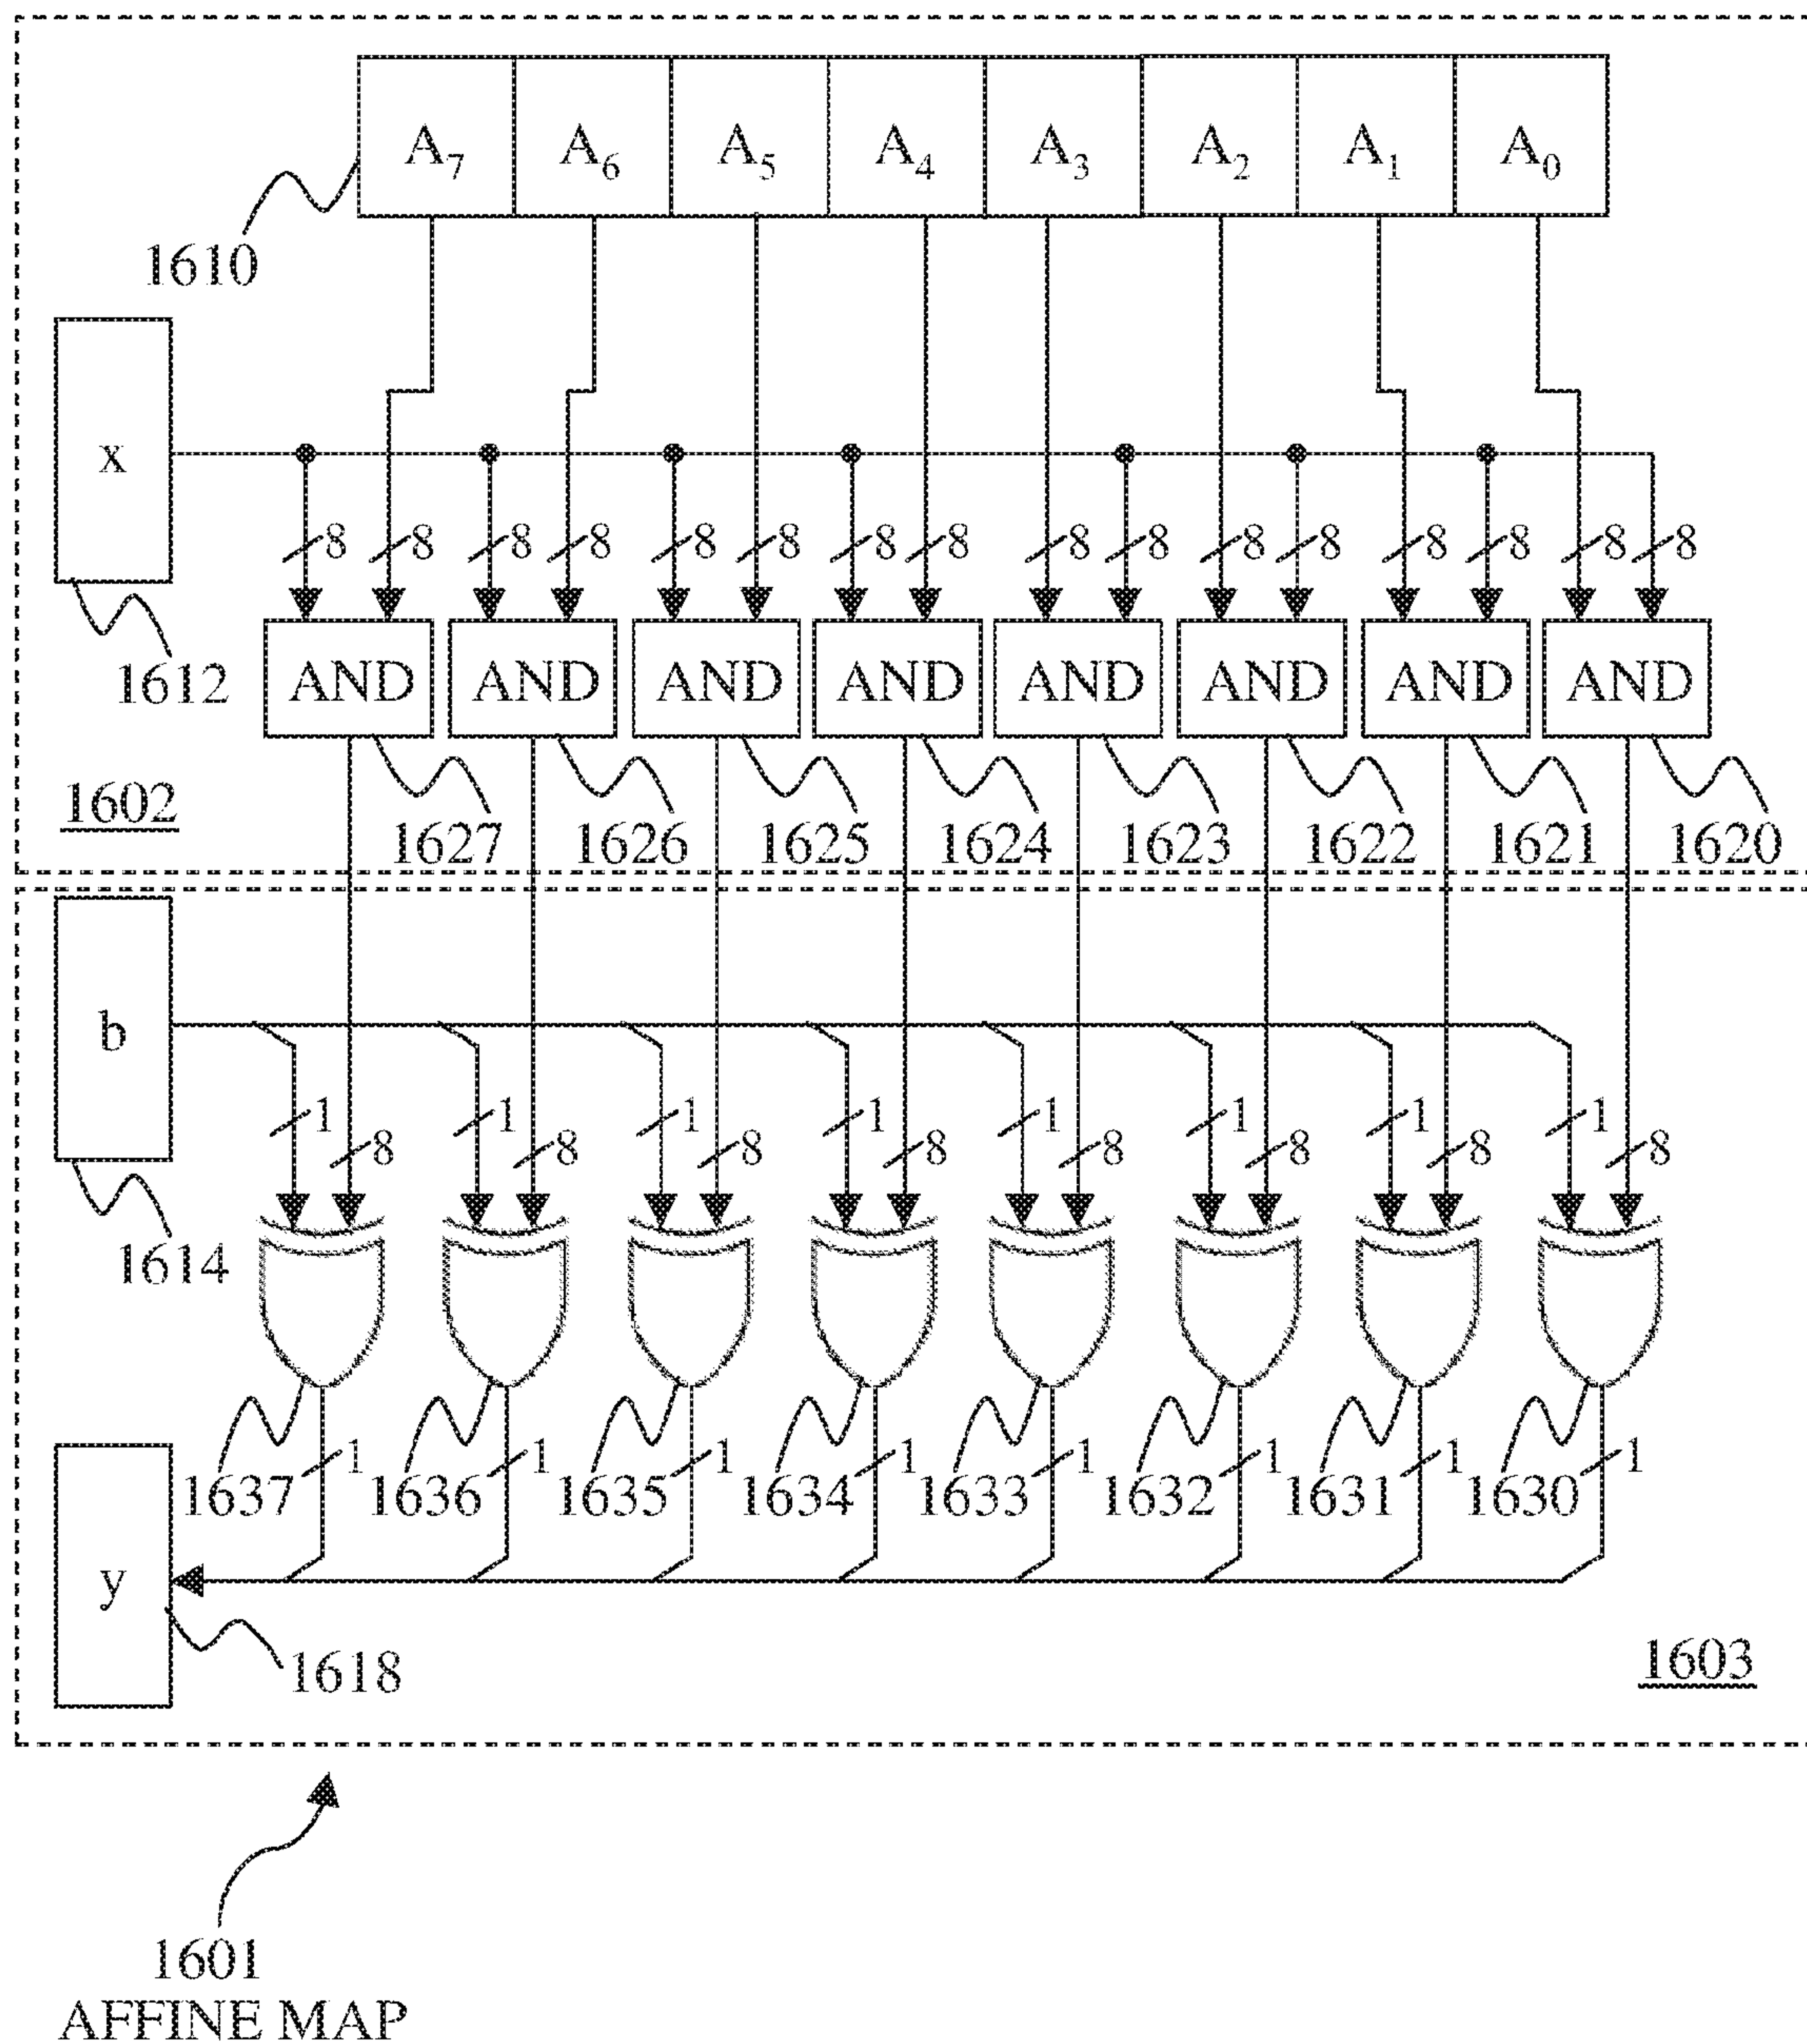 A7 A6 A5 A4 A3 A2 A1 A0
1610
x
8 8 8 8 8 8 8 8 8 8 8 8 8 8 8 8
AND AND AND AND AND AND AND AND
1612
1602
1627 1626 1625 1624 1623 1622 1621 1620
b
1 1 1 1 1 1 1 1
8 8 8 8 8 8 8 8
1614
1 1 1 1 1 1 1 1
1637 1636 1635 1634 1633 1632 1631 1630
y
1618
1603
1601
AFFINE MAP